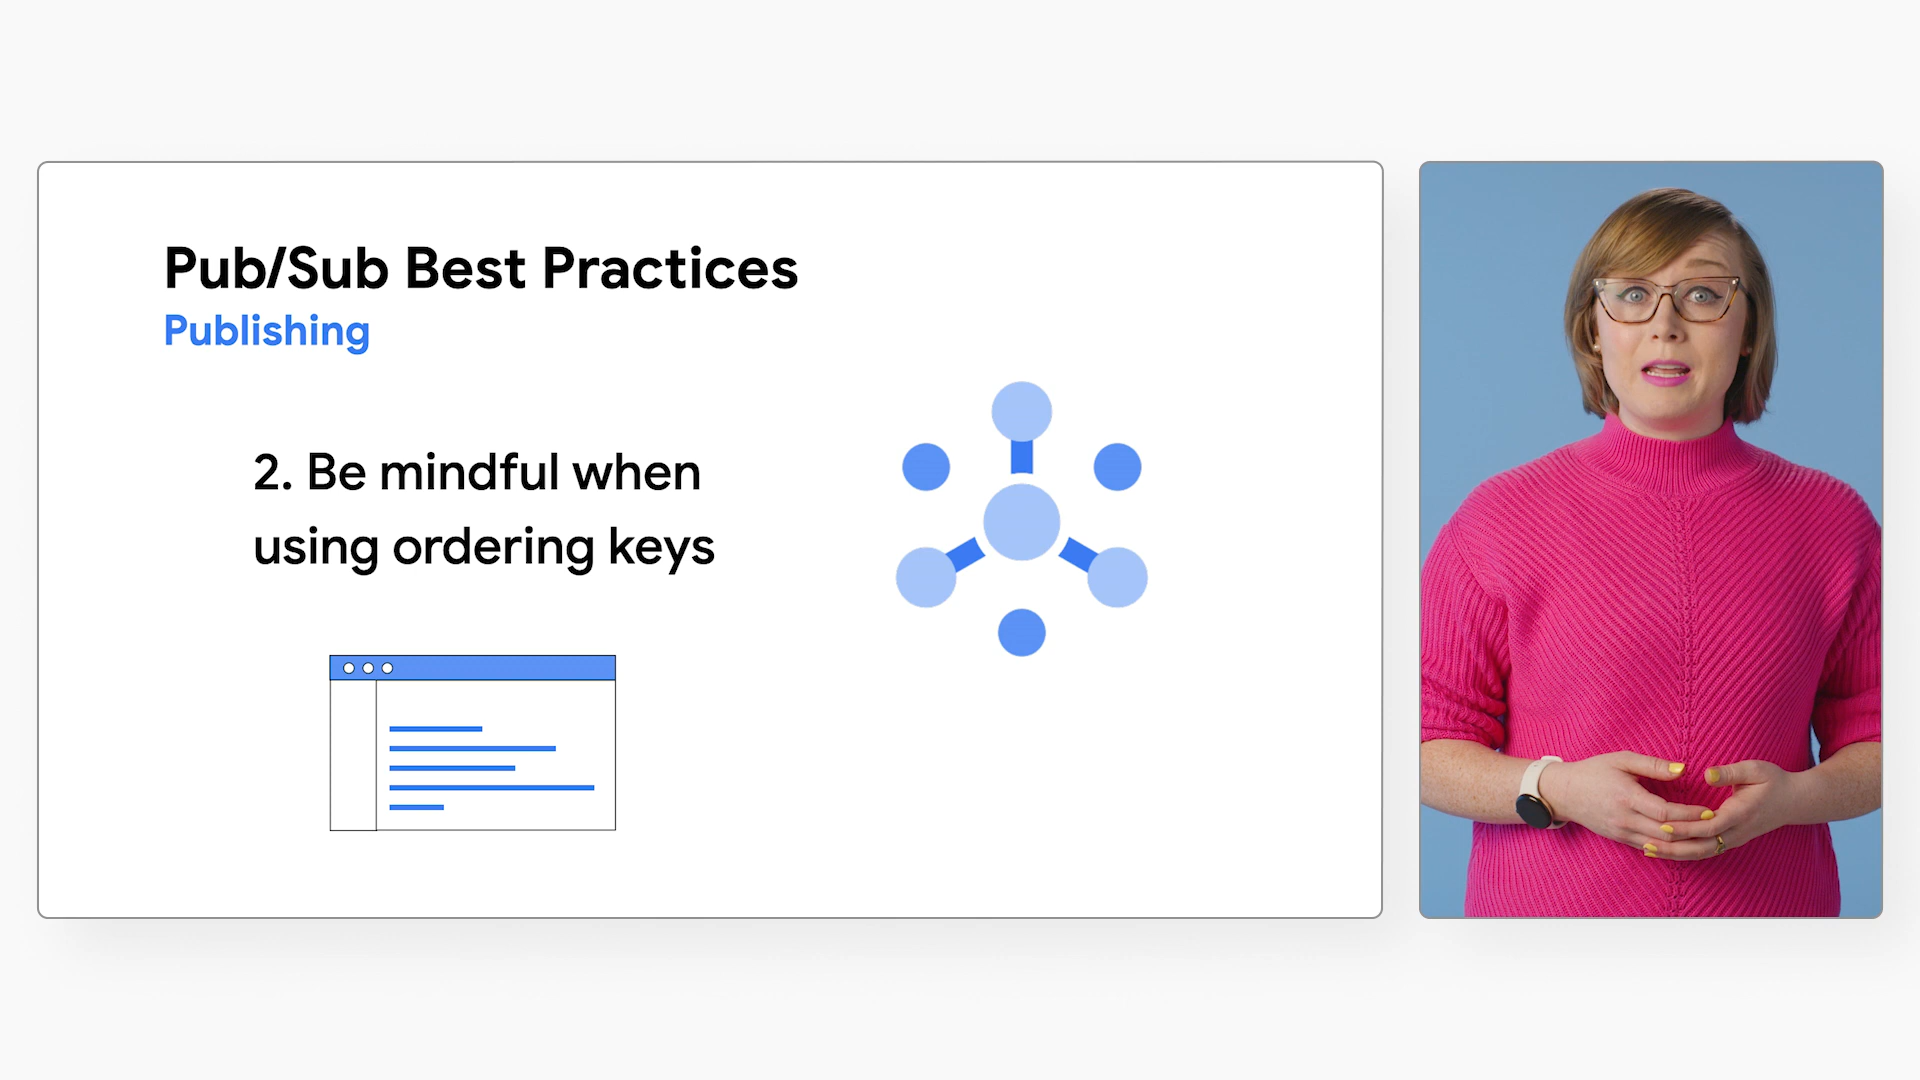 Pub/Sub Best Practices
Publishing
2. Be mindful when
using ordering keys